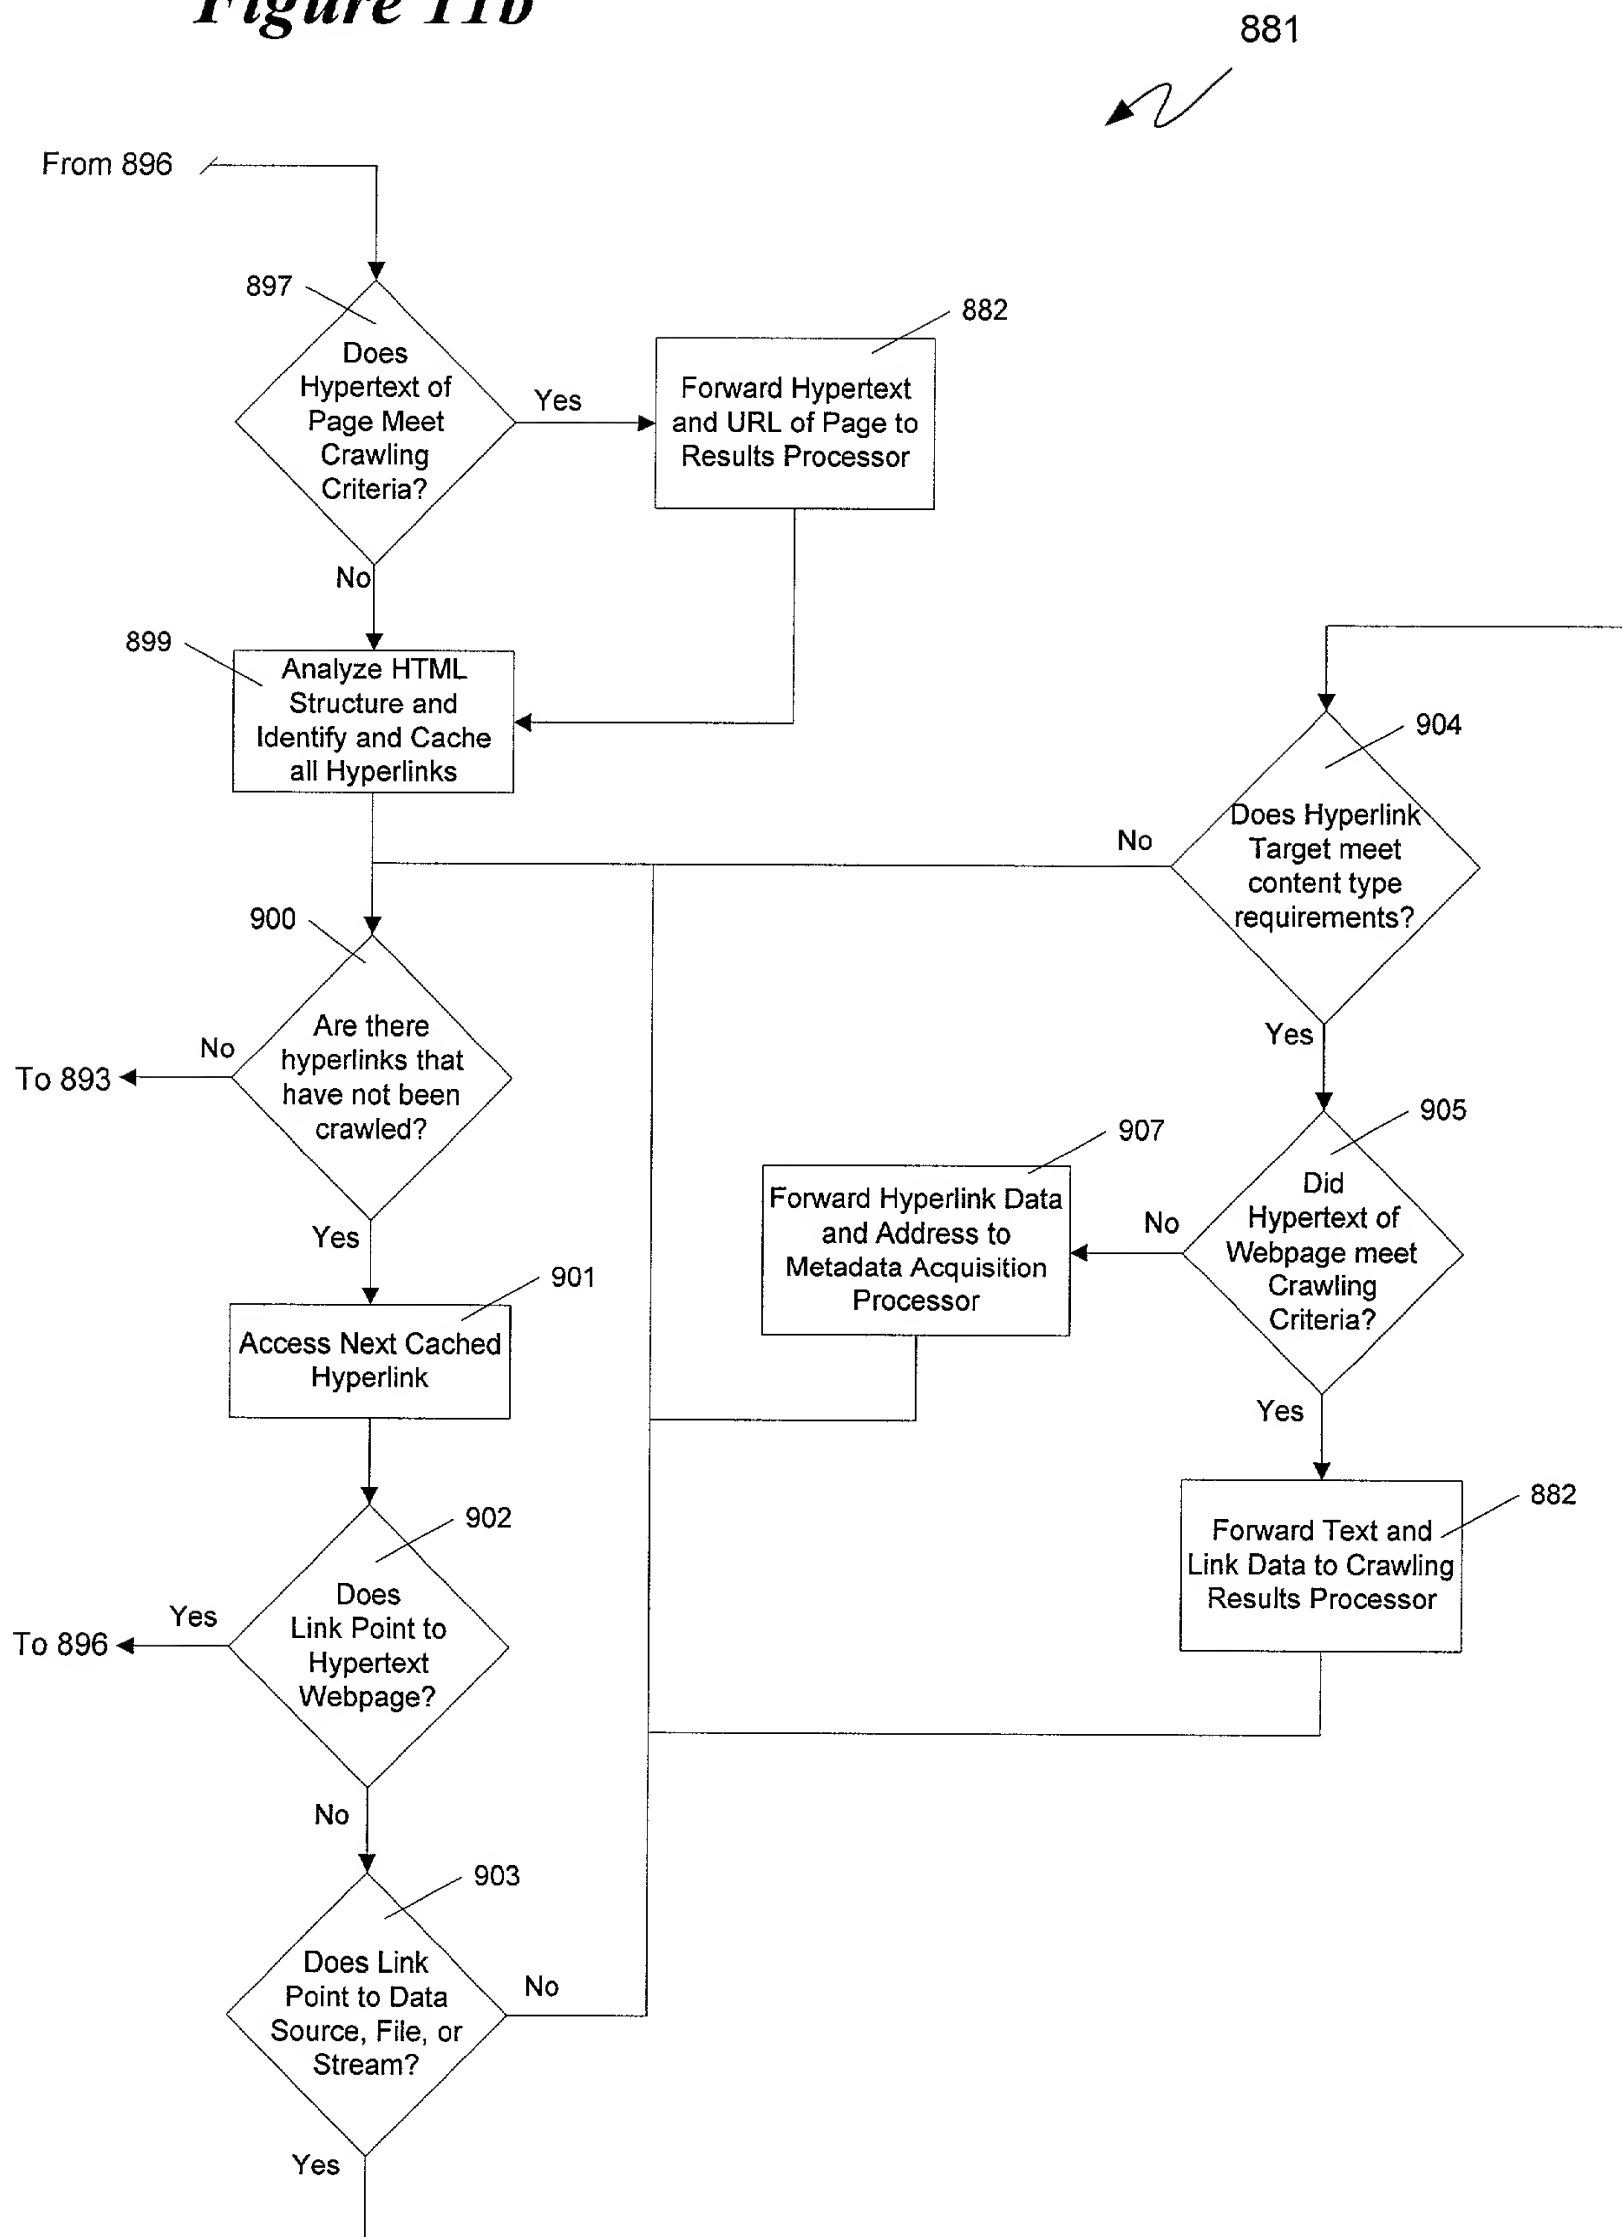 Figure 11b
881
From 896
897
Does
Hypertext of
Page Meet
Crawling
Criteria?
Yes
882
Forward Hypertext
and URL of Page to
Results Processor
No
899
Analyze HTML
Structure and
Identify and Cache
all Hyperlinks
904
Does Hyperlink
Target meet
content type
requirements?
No
Yes
900
Are there
hyperlinks that
have not been
crawled?
No
To 893
Yes
905
Did
Hypertext of
Webpage meet
Crawling
Criteria?
No
907
Forward Hyperlink Data
and Address to
Metadata Acquisition
Processor
Yes
901
Access Next Cached
Hyperlink
882
Forward Text and
Link Data to Crawling
Results Processor
902
Does
Link Point to
Hypertext
Webpage?
Yes
To 896
No
903
Does Link
Point to Data
Source, File, or
Stream?
No
Yes